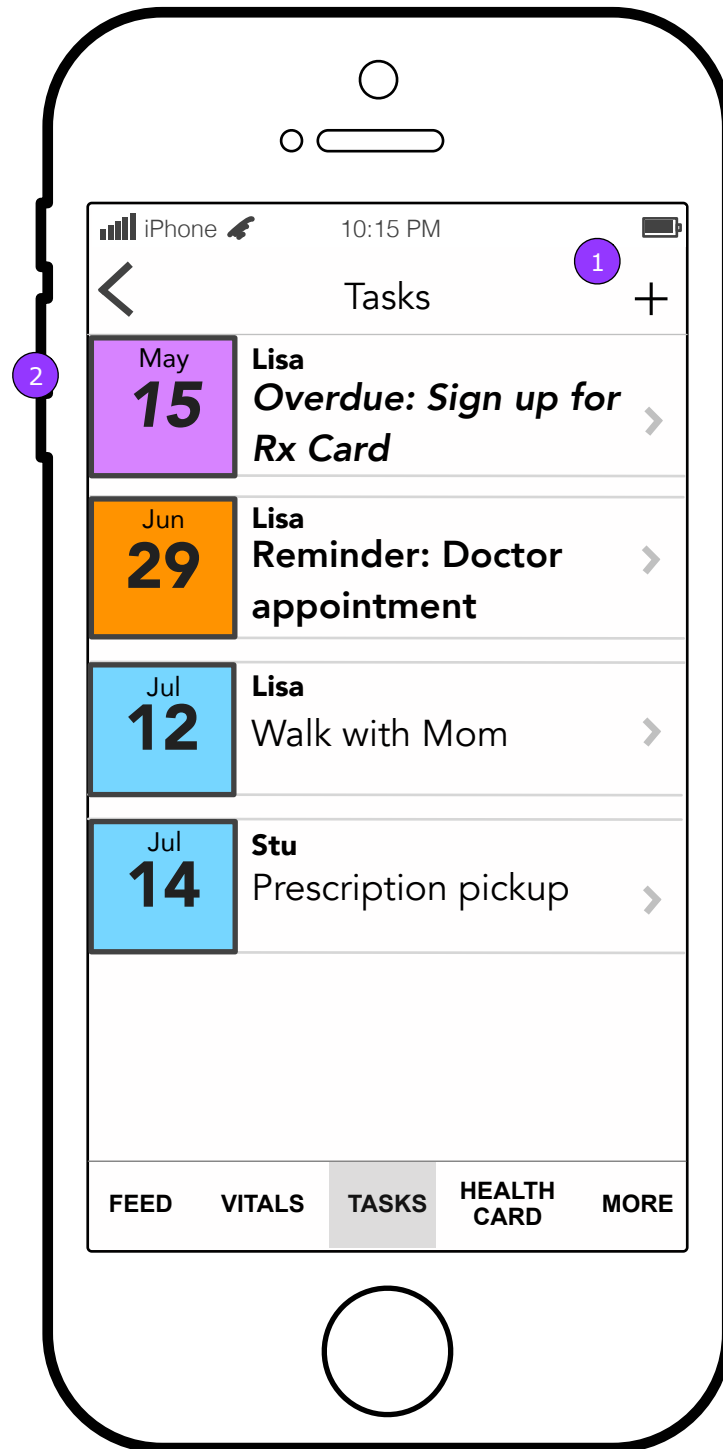 iPhone
10:15 PM
1
Tasks
2
May
15
Lisa
Overdue: Sign up for
Rx Card
Jun
29
Lisa
Reminder: Doctor
appointment
Jul
12
Lisa
Walk with Mom
Jul
14
Stu
Prescription pickup
FEED
VITALS
TASKS
HEALTH
CARD
MORE